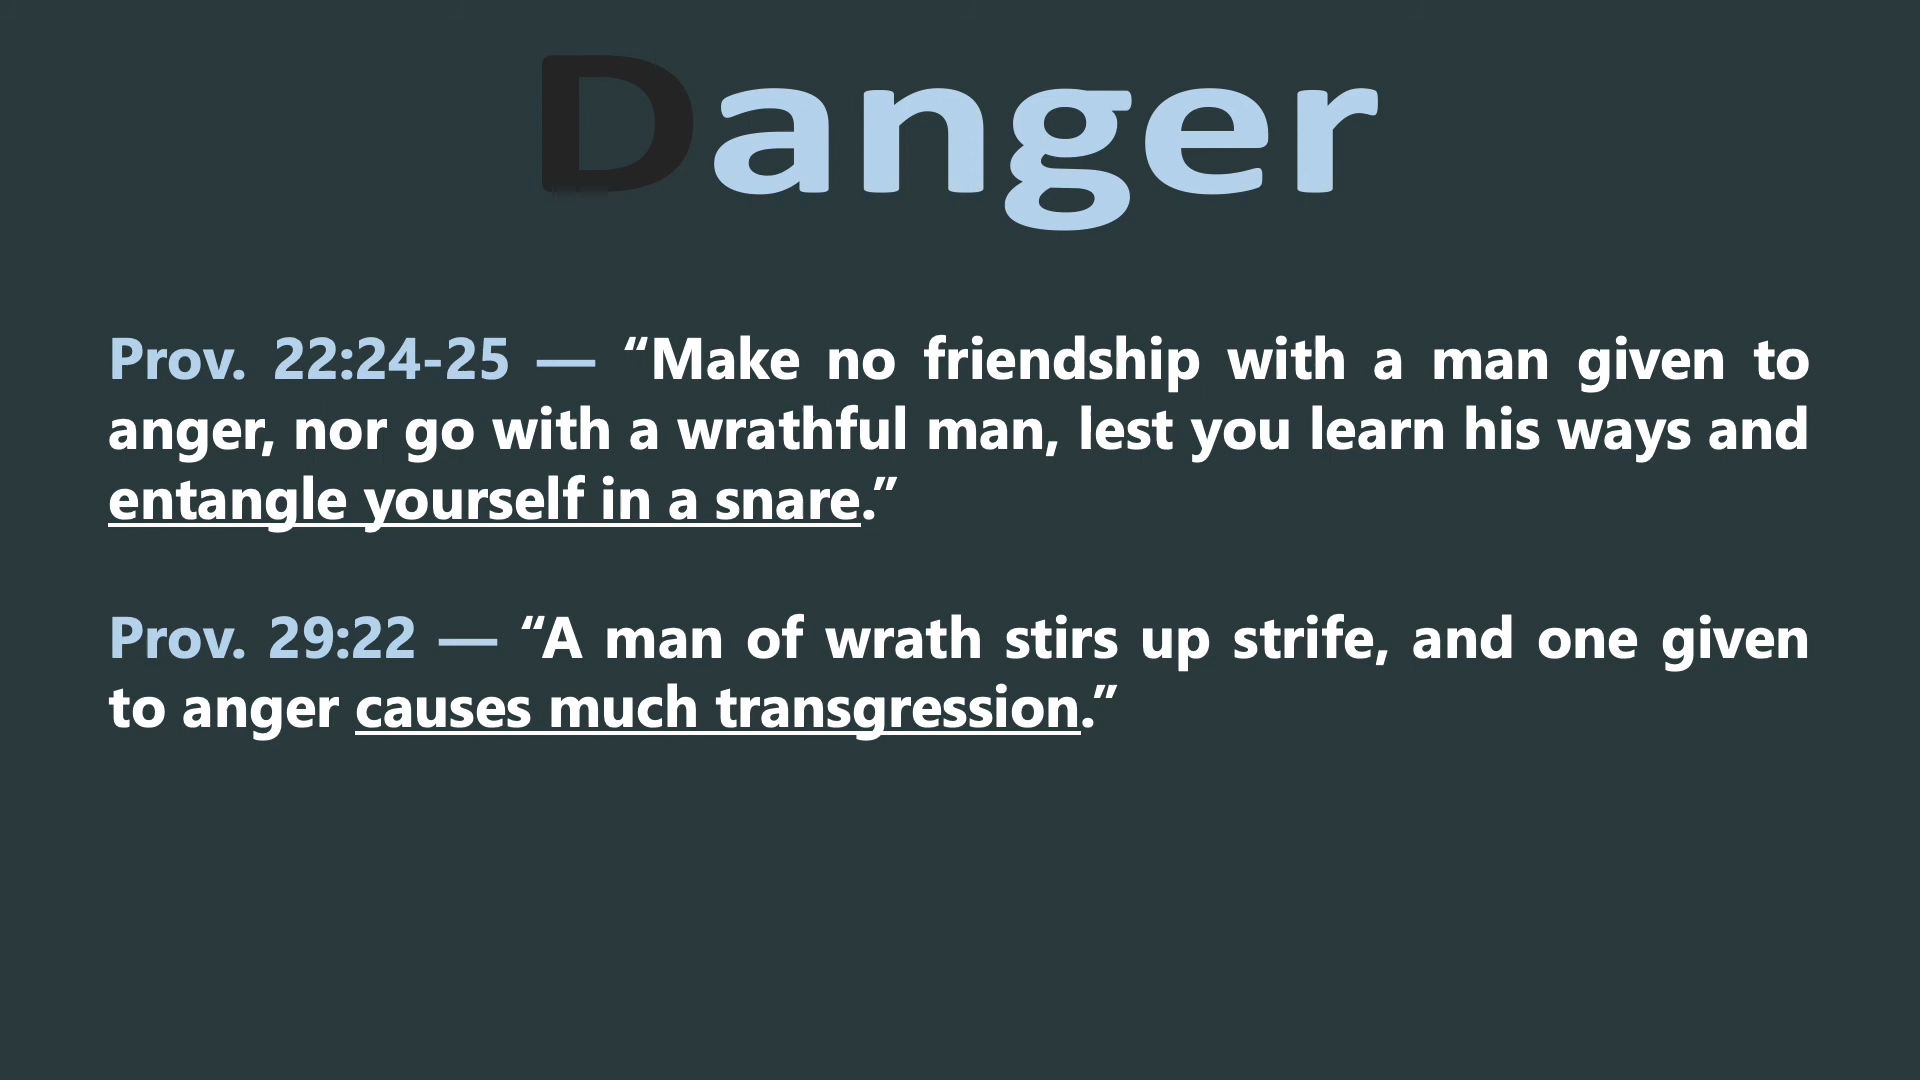 Danger
Prov. 22:24-25 — “Make no friendship with a man given to
anger, nor go with a wrathful man, lest you learn his ways and
entangle yourself in a snare.”
Prov. 29:22 — “A man of wrath stirs up strife, and one given
to anger causes much transgression.”